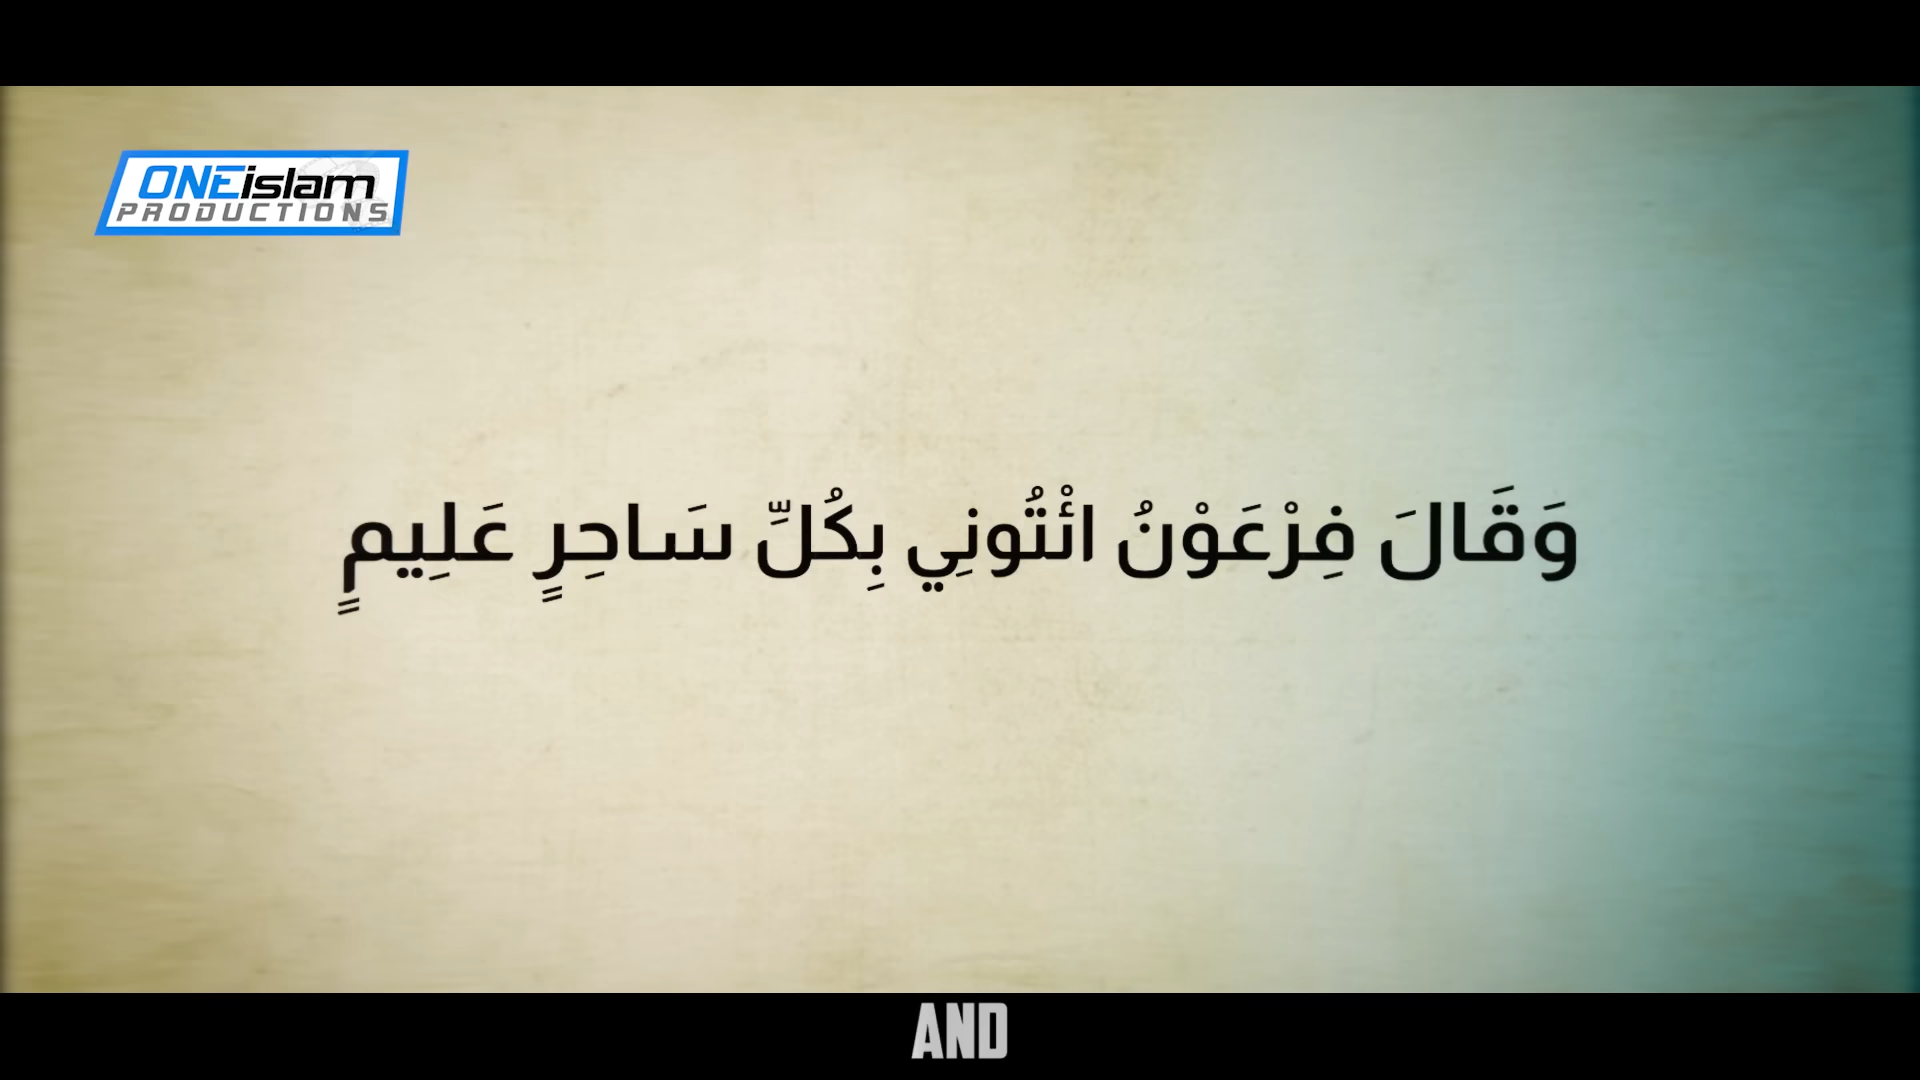 ONEislam
PRODUCTIONS
وَقَالَ فِرْعَوْنُ ائْتُونِي بِكُلِّ سَاحِرٍ عَلِيمٍ
AND